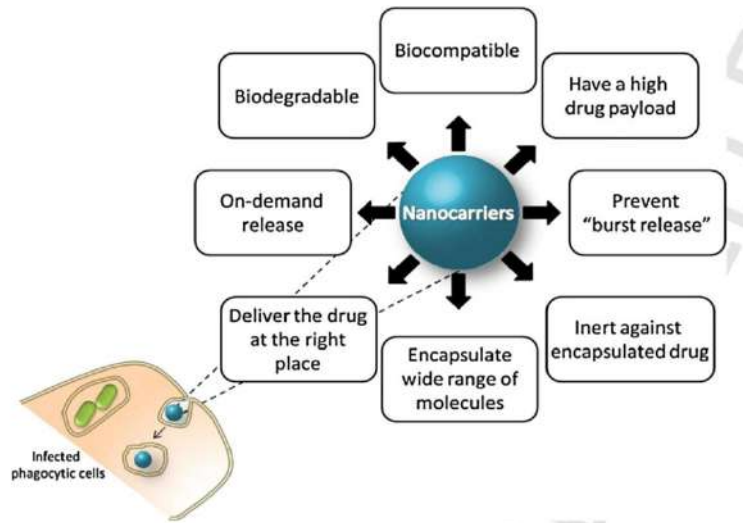 Biocompatible
Biodegradable
Have a high
drug payload
On-demand
release
Nanocarriers
Prevent
“burst release”
Deliver the drug
at the right
place
Encapsulate
wide range of
molecules
Inert against
encapsulated drug
Infected
phagocytic cells